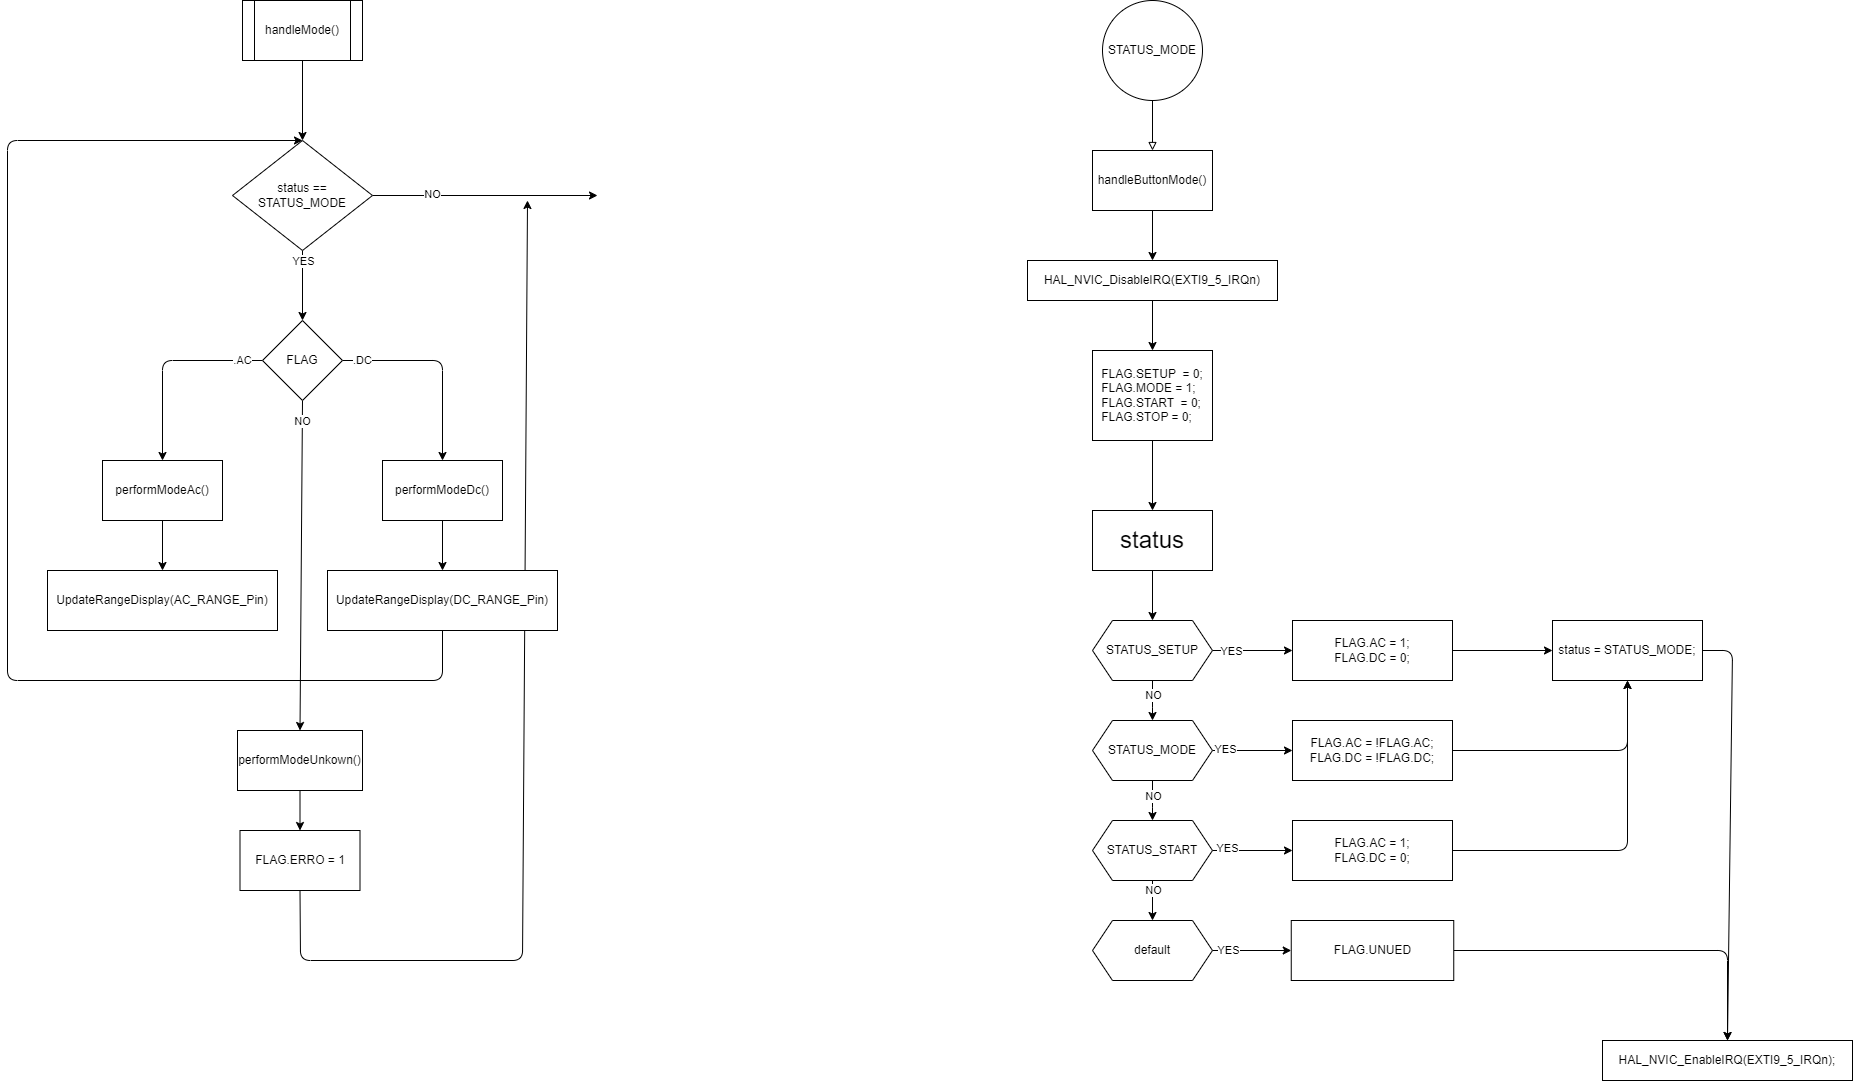 handleMode()
status ==
STATUS_MODE
NO
YES
.AC
FLAG
.DC
NO
performModeAc()
performModeDc()
UpdateRangeDisplay(AC_RANGE_Pin)
UpdateRangeDisplay(DC_RANGE_Pin)
performModeUnkown()
FLAG.ERRO = 1
STATUS_MODE
handleButtonMode()
HAL_NVIC_DisableIRQ(EXTI9_5_IRQn)
FLAG.SETUP = 0;
FLAG.MODE = 1;
FLAG.START = 0;
FLAG.STOP = 0;
status
STATUS_SETUP
YES
FLAG.AC = 1;
FLAG.DC = 0;
status = STATUS_MODE;
NO
STATUS_MODE
YES
FLAG.AC = !FLAG.AC;
FLAG.DC = !FLAG.DC;
NO
STATUS_START
YES
FLAG.AC = 1;
FLAG.DC = 0;
NO
default
YES
FLAG.UNUED
HAL_NVIC_EnableIRQ(EXTI9_5_IRQn);